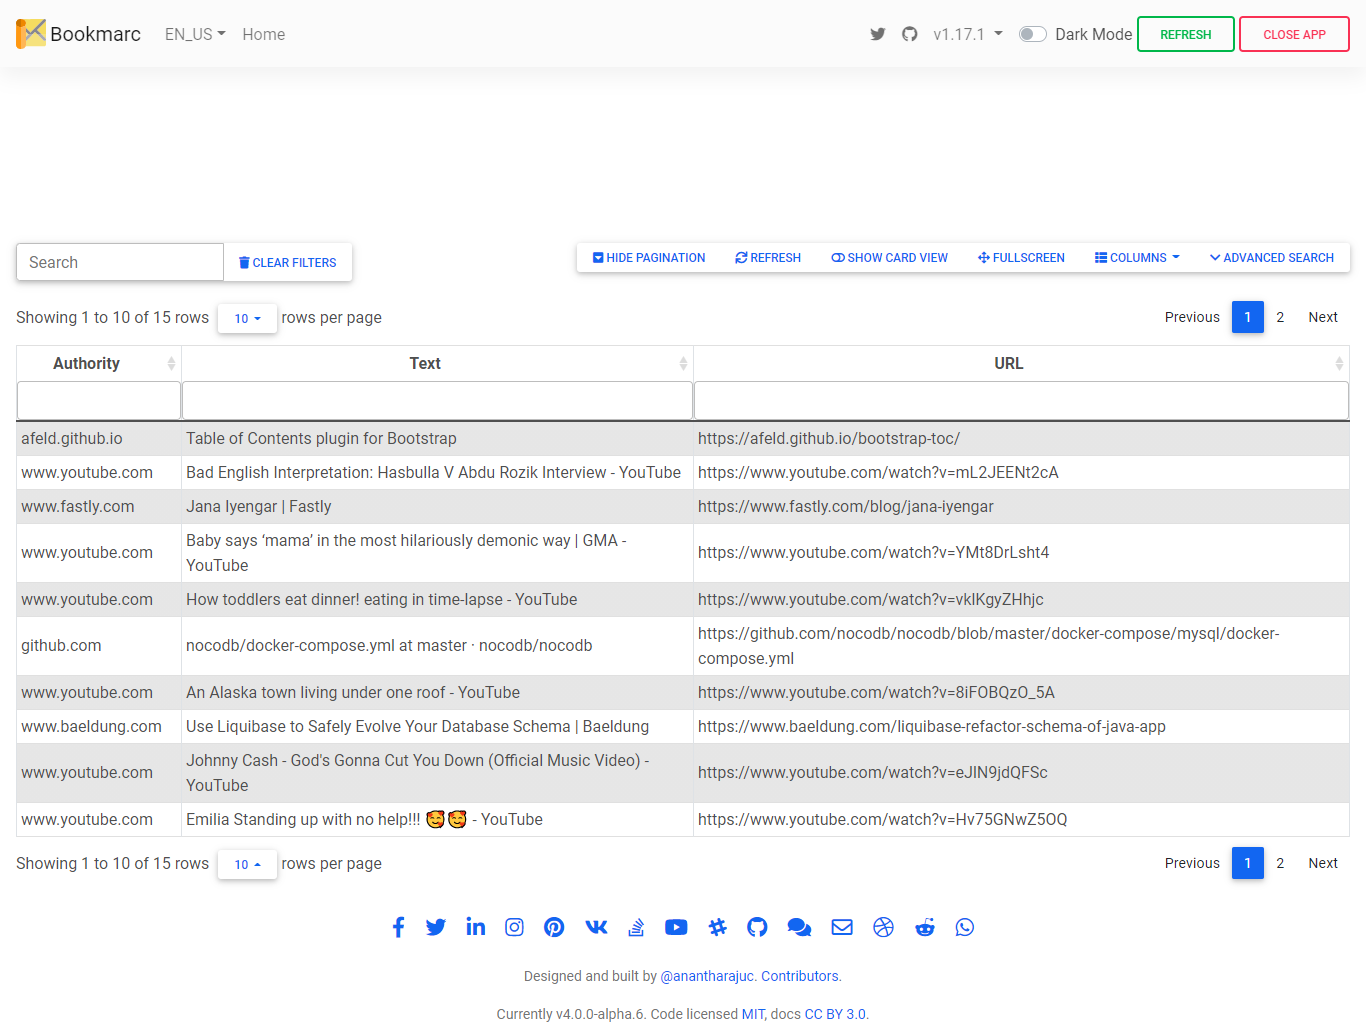 Bookmarc EN_US Home v1.17.1 Dark Mode REFRESH CLOSE APP
Search CLEAR FILTERS HIDE PAGINATION REFRESH SHOW CARD VIEW FULLSCREEN COLUMNS ADVANCED SEARCH
Showing 1 to 10 of 15 rows 10 rows per page Previous 1 2 Next
Authority Text URL
afeld.github.io Table of Contents plugin for Bootstrap https://afeld.github.io/bootstrap-toc/
www.youtube.com Bad English Interpretation: Hasbulla V Abdu Rozik Interview - YouTube https://www.youtube.com/watch?v=mL2JEENt2cA
www.fastly.com Jana Iyengar | Fastly https://www.fastly.com/blog/jana-iyengar
www.youtube.com Baby says ‘mama’ in the most hilariously demonic way | GMA -
YouTube https://www.youtube.com/watch?v=YMt8DrLsht4
www.youtube.com How toddlers eat dinner! eating in time-lapse - YouTube https://www.youtube.com/watch?v=vklKgyZHhjc
github.com nocodb/docker-compose.yml at master · nocodb/nocodb https://github.com/nocodb/nocodb/blob/master/docker-compose/mysql/docker-
compose.yml
www.youtube.com An Alaska town living under one roof - YouTube https://www.youtube.com/watch?v=8iFOBQzO_5A
www.baeldung.com Use Liquibase to Safely Evolve Your Database Schema | Baeldung https://www.baeldung.com/liquibase-refactor-schema-of-java-app
www.youtube.com Johnny Cash - God's Gonna Cut You Down (Official Music Video) -
YouTube https://www.youtube.com/watch?v=eJlN9jdQFSc
www.youtube.com Emilia Standing up with no help!!! 🥰🥰 - YouTube https://www.youtube.com/watch?v=Hv75GNwZ5OQ
Showing 1 to 10 of 15 rows 10 rows per page Previous 1 2 Next
Designed and built by @anantharajuc. Contributors.
Currently v4.0.0-alpha.6. Code licensed MIT, docs CC BY 3.0.